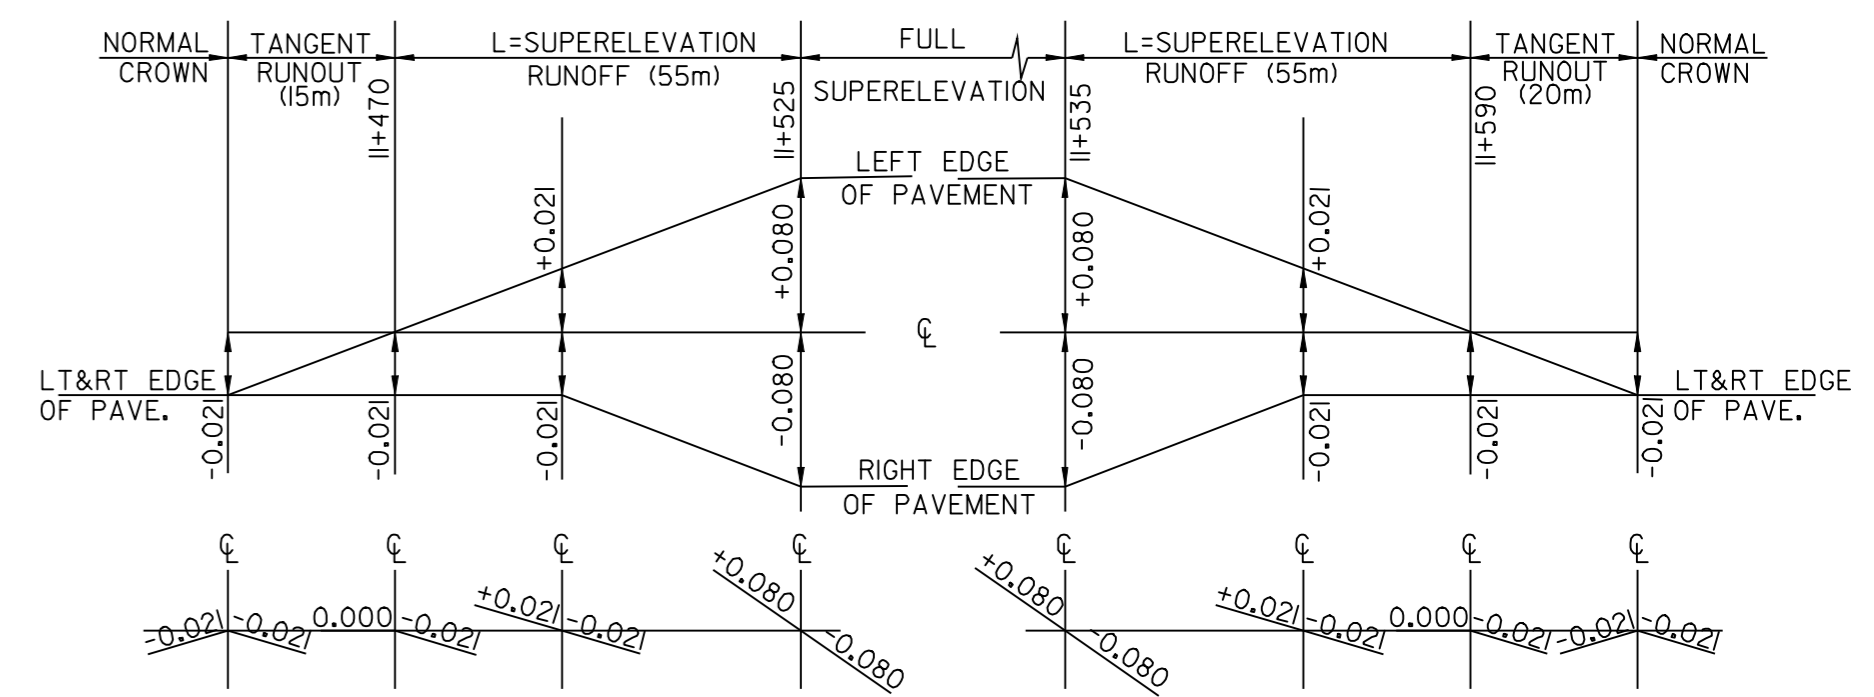 NORMAL
CROWN
TANGENT
RUNOUT
(15m)
L=SUPERELEVATION
RUNOFF (55m)
FULL
SUPERELEVATION
L=SUPERELEVATION
RUNOFF (55m)
TANGENT
RUNOUT
(20m)
NORMAL
CROWN
11+470
11+525
11+535
11+590
LEFT EDGE
OF PAVEMENT
+0.021
+0.080
+0.080
+0.021
℄
LT&RT EDGE
OF PAVE.
-0.021
-0.021
-0.021
-0.080
-0.080
-0.021
-0.021
-0.021
LT&RT EDGE
OF PAVE.
RIGHT EDGE
OF PAVEMENT
℄ ℄ ℄ ℄ ℄ ℄ ℄ ℄
-0.021 -0.021
0.000 -0.021
+0.021 -0.021
+0.080 -0.080
+0.080 -0.080
+0.021 -0.021
0.000 -0.021
-0.021 -0.021